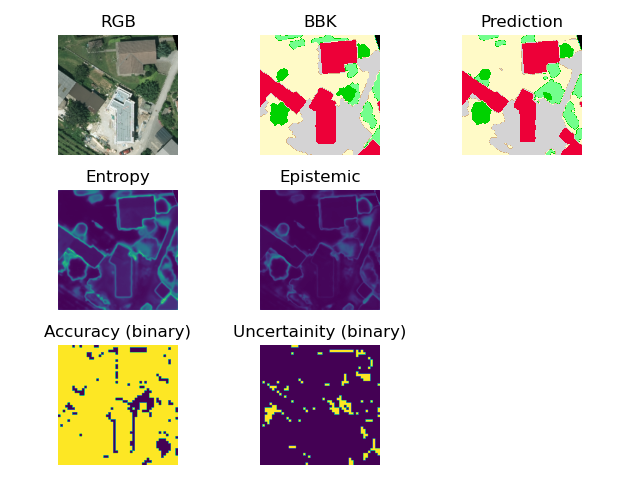 RGB
BBK
Prediction
Entropy
Epistemic
Accuracy (binary)
Uncertainity (binary)